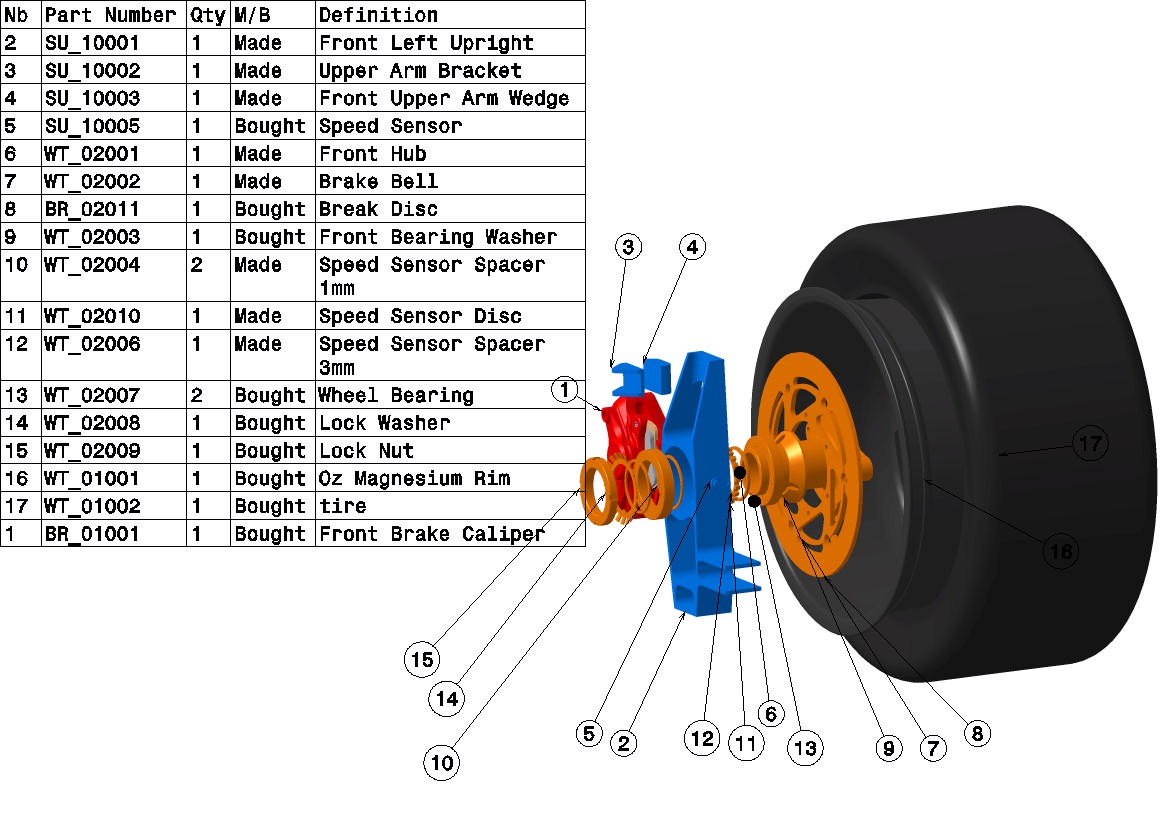 Nb Part Number Qty M/B Definition
2 SU_10001 1 Made Front Left Upright
3 SU_10002 1 Made Upper Arm Bracket
4 SU_10003 1 Made Front Upper Arm Wedge
5 SU_10005 1 Bought Speed Sensor
6 WT_02001 1 Made Front Hub
7 WT_02002 1 Made Brake Bell
8 BR_02011 1 Bought Break Disc
9 WT_02003 1 Bought Front Bearing Washer
10 WT_02004 2 Made Speed Sensor Spacer
1mm
11 WT_02010 1 Made Speed Sensor Disc
12 WT_02006 1 Made Speed Sensor Spacer
3mm
13 WT_02007 2 Bought Wheel Bearing
14 WT_02008 1 Bought Lock Washer
15 WT_02009 1 Bought Lock Nut
16 WT_01001 1 Bought Oz Magnesium Rim
17 WT_01002 1 Bought tire
1 BR_01001 1 Bought Front Brake Caliper
3 4
1
17
16
15
14
10
5 2 12 11 6 13 9 7 8